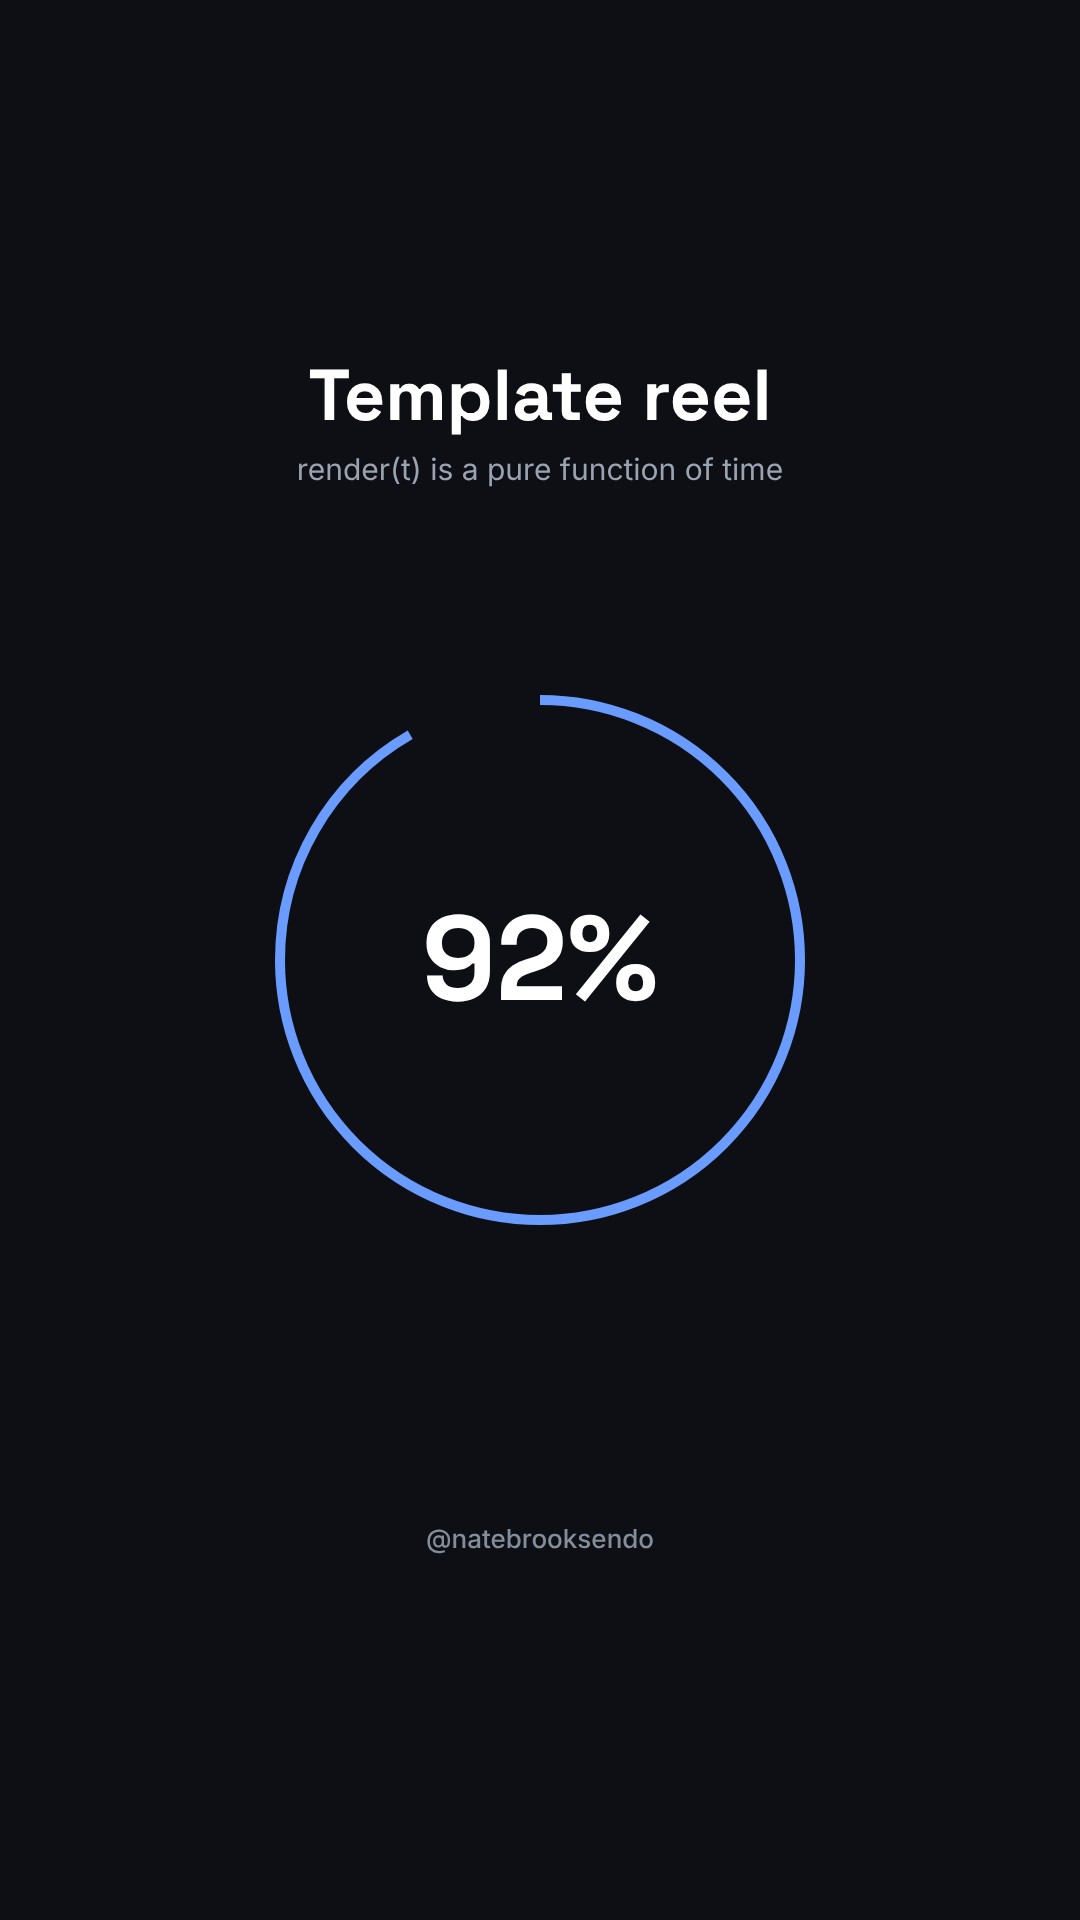 Template reel
render(t) is a pure function of time
92%
@natebrooksendo